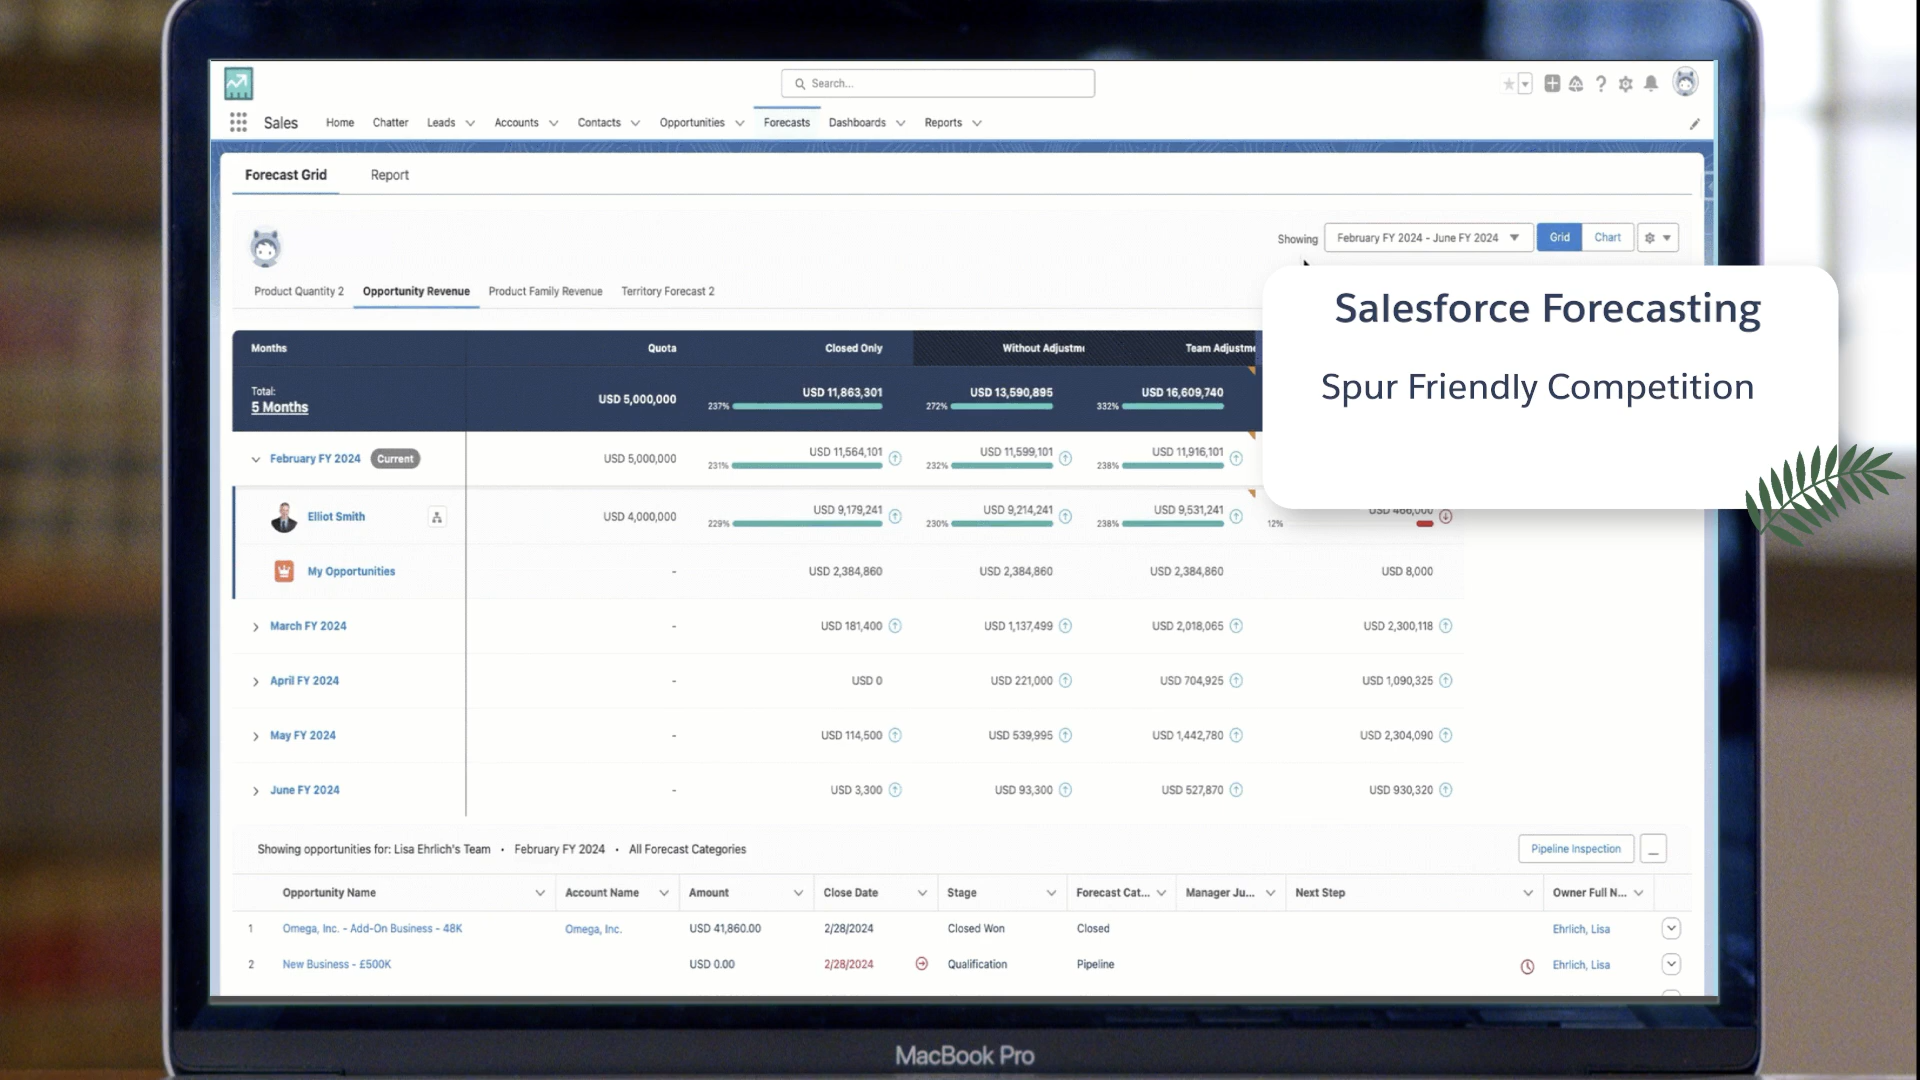 Search...
Sales Home Chatter Leads Accounts Contacts Opportunities Forecasts Dashboards Reports
Forecast Grid Report
Showing February FY 2024 - June FY 2024 Grid Chart
Product Quantity 2 Opportunity Revenue Product Family Revenue Territory Forecast 2
Salesforce Forecasting
Spur Friendly Competition
Months Quota Closed Only Without Adjustme Team Adjustme
Total:
5 Months USD 5,000,000 237% USD 11,863,301 272% USD 13,590,895 332% USD 16,609,740
February FY 2024 Current USD 5,000,000 231% USD 11,564,101 232% USD 11,599,101 238% USD 11,916,101
Elliot Smith USD 4,000,000 229% USD 9,179,241 230% USD 9,214,241 238% USD 9,531,241 12% USD 466,000
My Opportunities - USD 2,384,860 USD 2,384,860 USD 2,384,860 USD 8,000
March FY 2024 - USD 181,400 USD 1,137,499 USD 2,018,065 USD 2,300,118
April FY 2024 - USD 0 USD 221,000 USD 704,925 USD 1,090,325
May FY 2024 - USD 114,500 USD 539,995 USD 1,442,780 USD 2,304,090
June FY 2024 - USD 3,300 USD 93,300 USD 527,870 USD 930,320
Showing opportunities for: Lisa Ehrlich's Team • February FY 2024 • All Forecast Categories Pipeline Inspection
Opportunity Name Account Name Amount Close Date Stage Forecast Cat... Manager Ju... Next Step Owner Full N...
1 Omega, Inc. - Add-On Business - 48K Omega, Inc. USD 41,860.00 2/28/2024 Closed Won Closed Ehrlich, Lisa
2 New Business - £500K USD 0.00 2/28/2024 Qualification Pipeline Ehrlich, Lisa
MacBook Pro